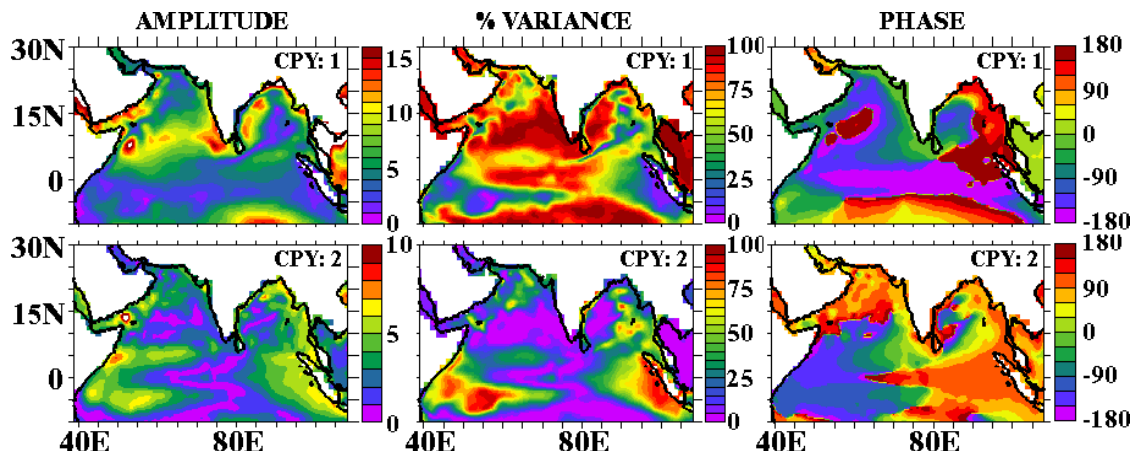 AMPLITUDE % VARIANCE PHASE
30N CPY: 1 15 CPY: 1 100 CPY: 1 180
15N 10 75 90
50 0
0 5 25 -90
0 0 -180
30N CPY: 2 10 CPY: 2 100 CPY: 2 180
15N 75 90
5 50 0
0 25 -90
0 0 -180
40E 80E 40E 80E 40E 80E